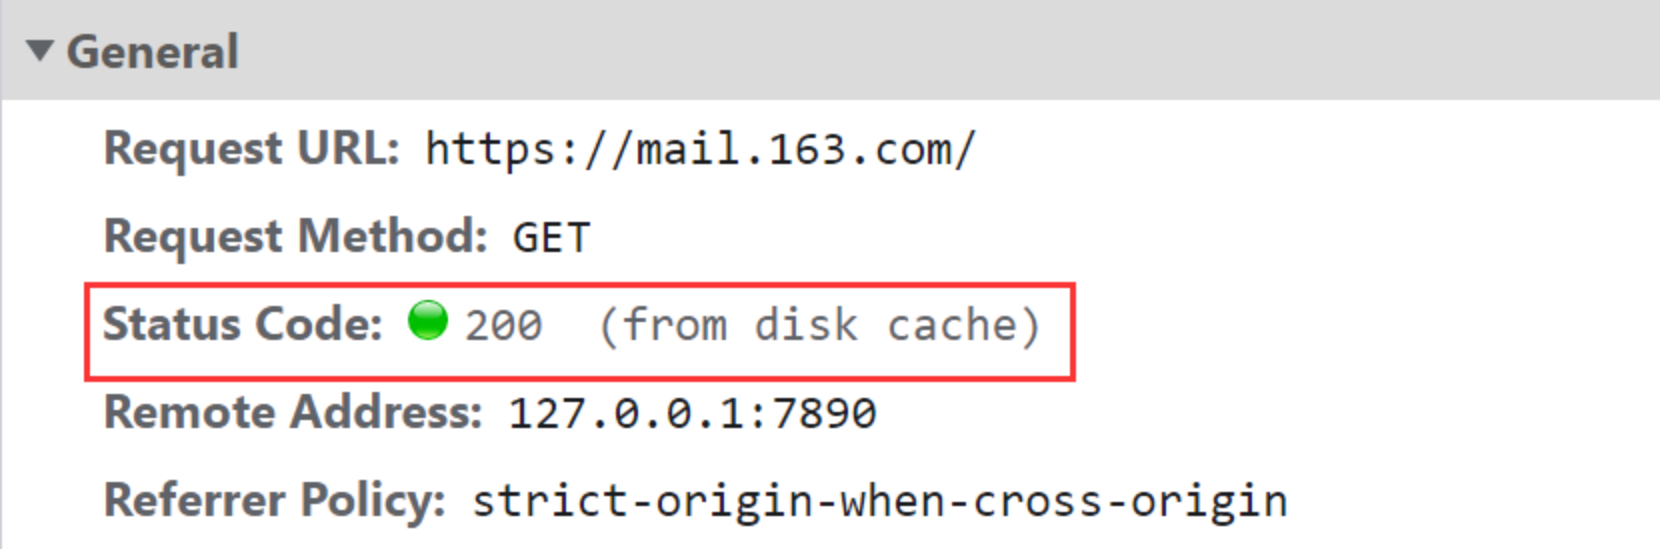 General
Request URL: https://mail.163.com/
Request Method: GET
Status Code: 200 (from disk cache)
Remote Address: 127.0.0.1:7890
Referrer Policy: strict-origin-when-cross-origin